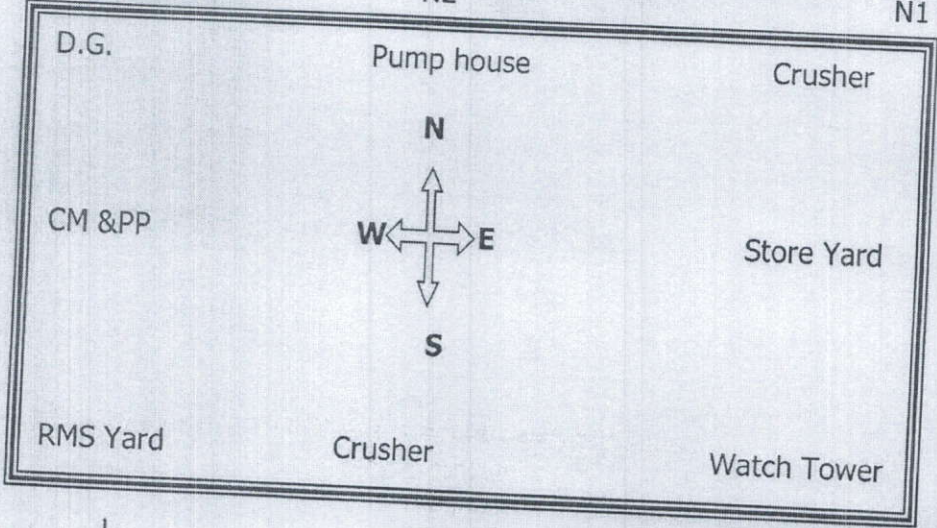 N1
D.G.
Pump house
Crusher
N
CM &PP
W
E
Store Yard
S
RMS Yard
Crusher
Watch Tower